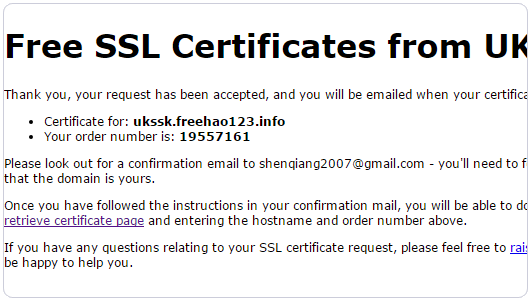 Free SSL Certificates from UK
Thank you, your request has been accepted, and you will be emailed when your certifica
Certificate for: ukssk.freehao123.info
Your order number is: 19557161
Please look out for a confirmation email to shenqiang2007@gmail.com - you'll need to f
that the domain is yours.
Once you have followed the instructions in your confirmation mail, you will be able to do
retrieve certificate page and entering the hostname and order number above.
If you have any questions relating to your SSL certificate request, please feel free to rais
be happy to help you.